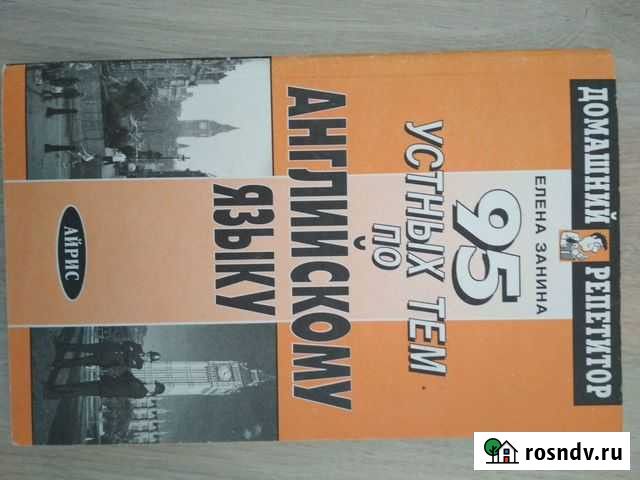 ДОМАШНИЙ РЕПЕТИТОР
ЕЛЕНА ЗАНИНА
95
УСТНЫХ ТЕМ
ПО
АНГЛИЙСКОМУ
ЯЗЫКУ
АЙРИС
rosndv.ru